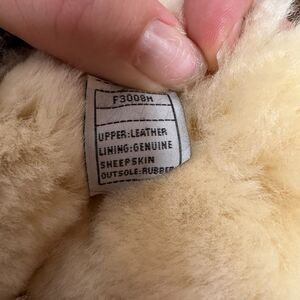 F3008M
UPPER:LEATHER
LINING:GENUINE
SHEEPSKIN
OUTSOLE:RUBBER